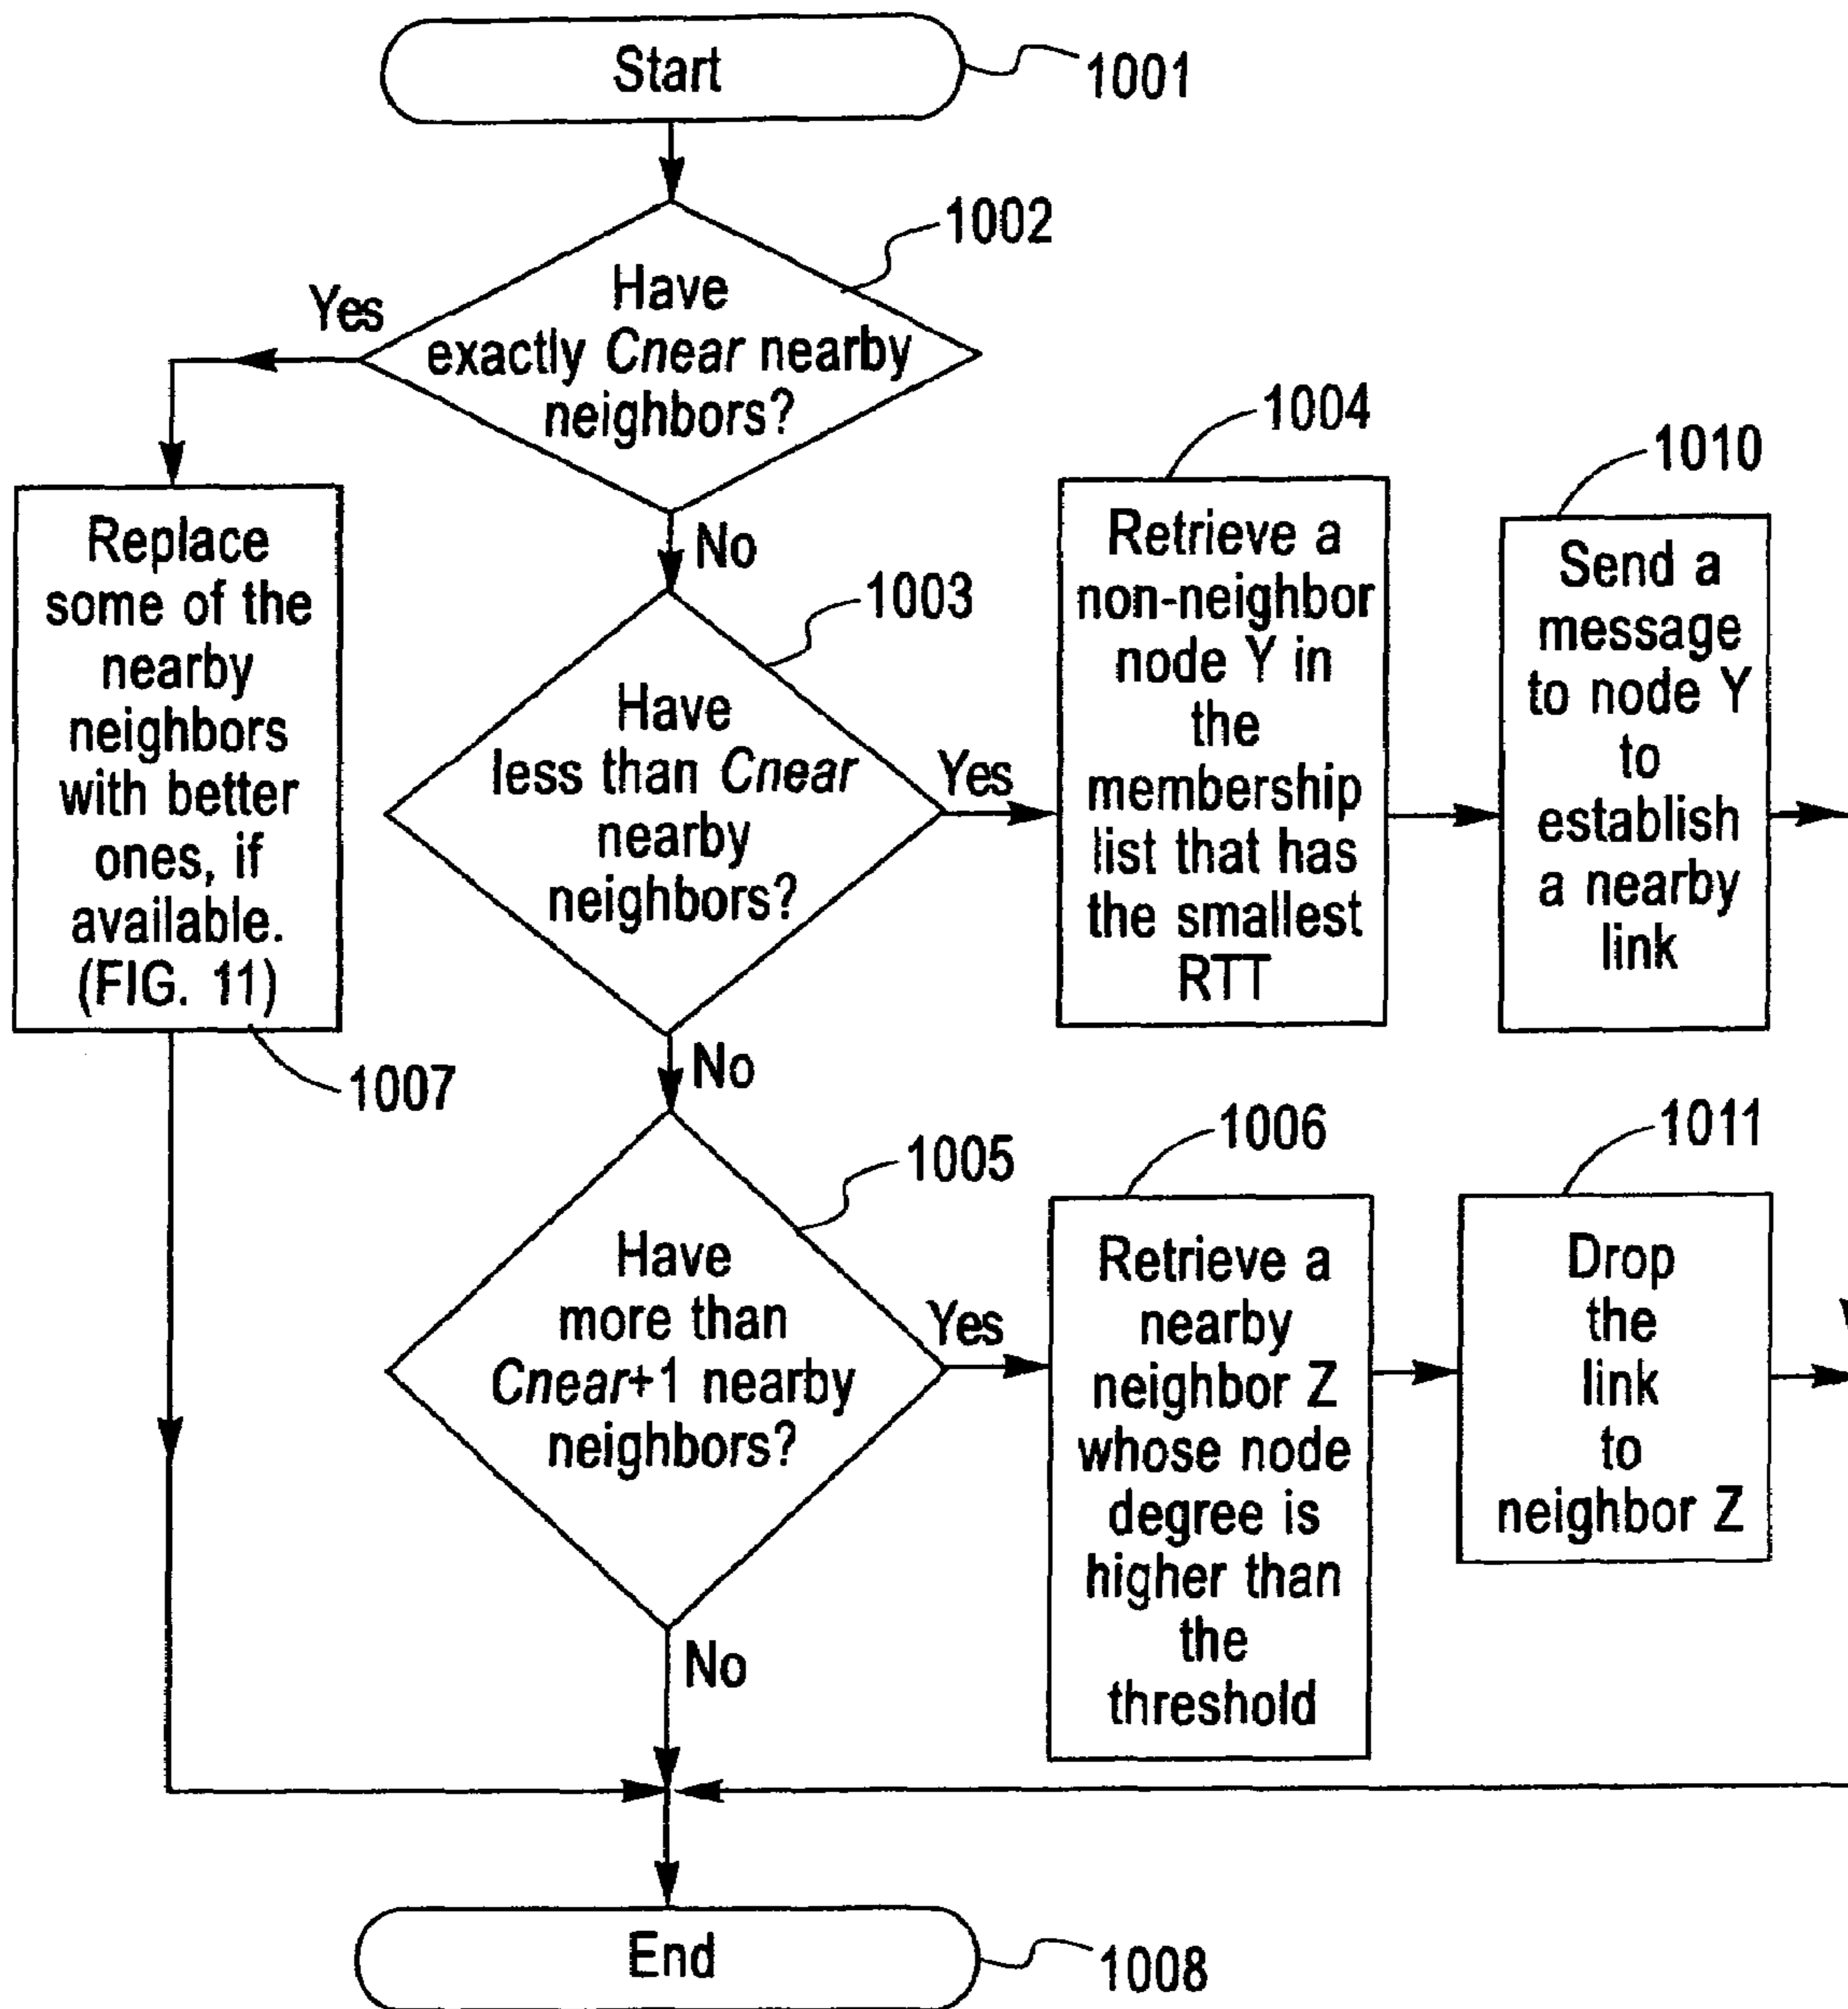 Start
1001
1002
Have
exactly Cnear nearby
neighbors?
Yes
No
Replace
some of the
nearby
neighbors
with better
ones, if
available.
(FIG. 11)
1007
1003
Have
less than Cnear
nearby
neighbors?
Yes
No
1004
Retrieve a
non-neighbor
node Y in
the
membership
list that has
the smallest
RTT
1010
Send a
message
to node Y
to
establish
a nearby
link
1005
Have
more than
Cnear+1 nearby
neighbors?
Yes
No
1006
Retrieve a
nearby
neighbor Z
whose node
degree is
higher than
the
threshold
1011
Drop
the
link
to
neighbor Z
End
1008